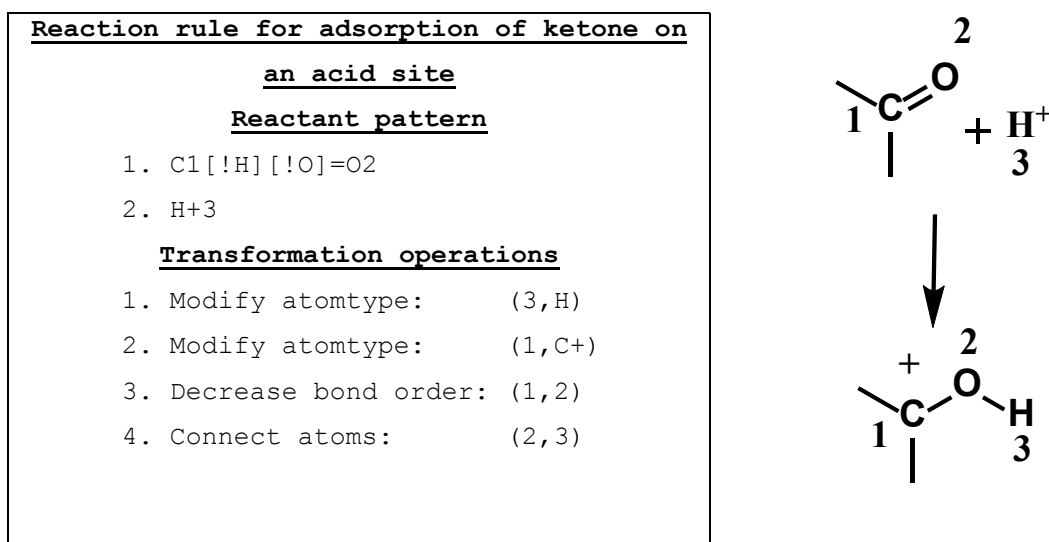 Reaction rule for adsorption of ketone on
an acid site
Reactant pattern
1. C1[!H][!O]=O2
2. H+3
Transformation operations
1. Modify atomtype: (3,H)
2. Modify atomtype: (1,C+)
3. Decrease bond order: (1,2)
4. Connect atoms: (2,3)
2
O
C
1
+ H+
3
+
2
O
C
H
1
3